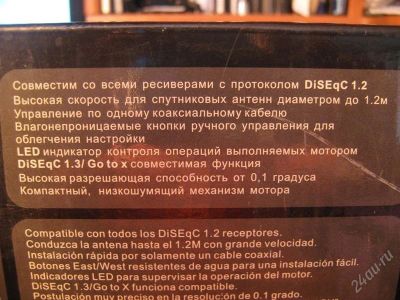 Совместим со всеми ресиверами с протоколом DiSEqC 1.2
Высокая скорость для спутниковых антенн диаметром до 1.2м
Управление по одному коаксиальному кабелю
Влагонепроницаемые кнопки ручного управления для
облегчения настройки
LED индикатор контроля операций выполняемых мотором
DiSEqC 1.3/ Go to x совместимая функция
Высокая разрешающая способность от 0,1 градуса
Компактный, низкошумящий механизм мотора
Compatible con todos los DiSEqC 1.2 receptores.
Conduzca la antena hasta el 1.2M con grande velocidad.
Instalación rápida por solamente un cable coaxial.
Botones East/West resistentes de agua para una instalación fácil.
Indicadores LED para supervisar la operación del motor.
DiSEqC 1.3/Go to X funciona compatible.
Postulación muy preciso en la resolución de 0.1 grado.
24au.ru